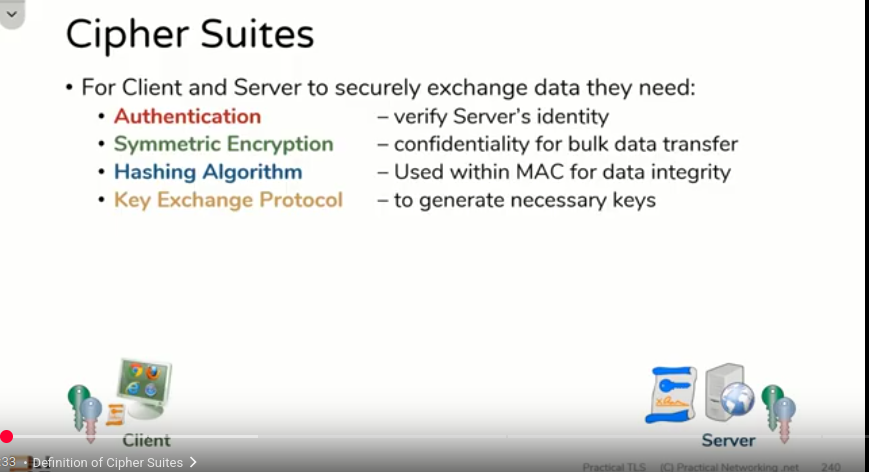 Cipher Suites
• For Client and Server to securely exchange data they need:
• Authentication – verify Server's identity
• Symmetric Encryption – confidentiality for bulk data transfer
• Hashing Algorithm – Used within MAC for data integrity
• Key Exchange Protocol – to generate necessary keys
Client Server
:33 • Definition of Cipher Suites
Practical TLS (C) Practical Networking .net 240